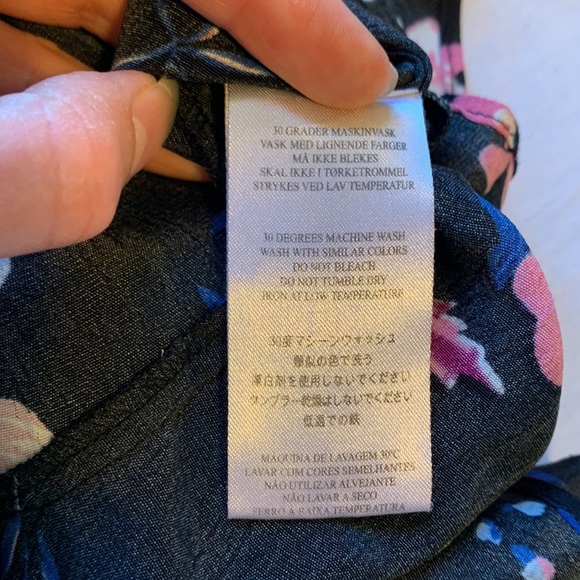 30 GRADER MASKINVASK
VASK MED LIGNENDE FARGER
MÅ IKKE BLEKES
SKAL IKKE I TØRKETROMMEL
STRYKES VED LAV TEMPERATUR
30 DEGREES MACHINE WASH
WASH WITH SIMILAR COLORS
DO NOT BLEACH
DO NOT TUMBLE DRY
IRON AT LOW TEMPERATURE
30度マシーンウォッシュ
類似の色で洗う
漂白剤を使用しないでください
タンブラー乾燥はしないでください
低温での鉄
MAQUINA DE LAVAGEM 30°C
LAVAR COM CORES SEMELHANTES
NÃO UTILIZAR ALVEJANTE
NÃO LAVAR A SECO
FERRO A BAIXA TEMPERATURA